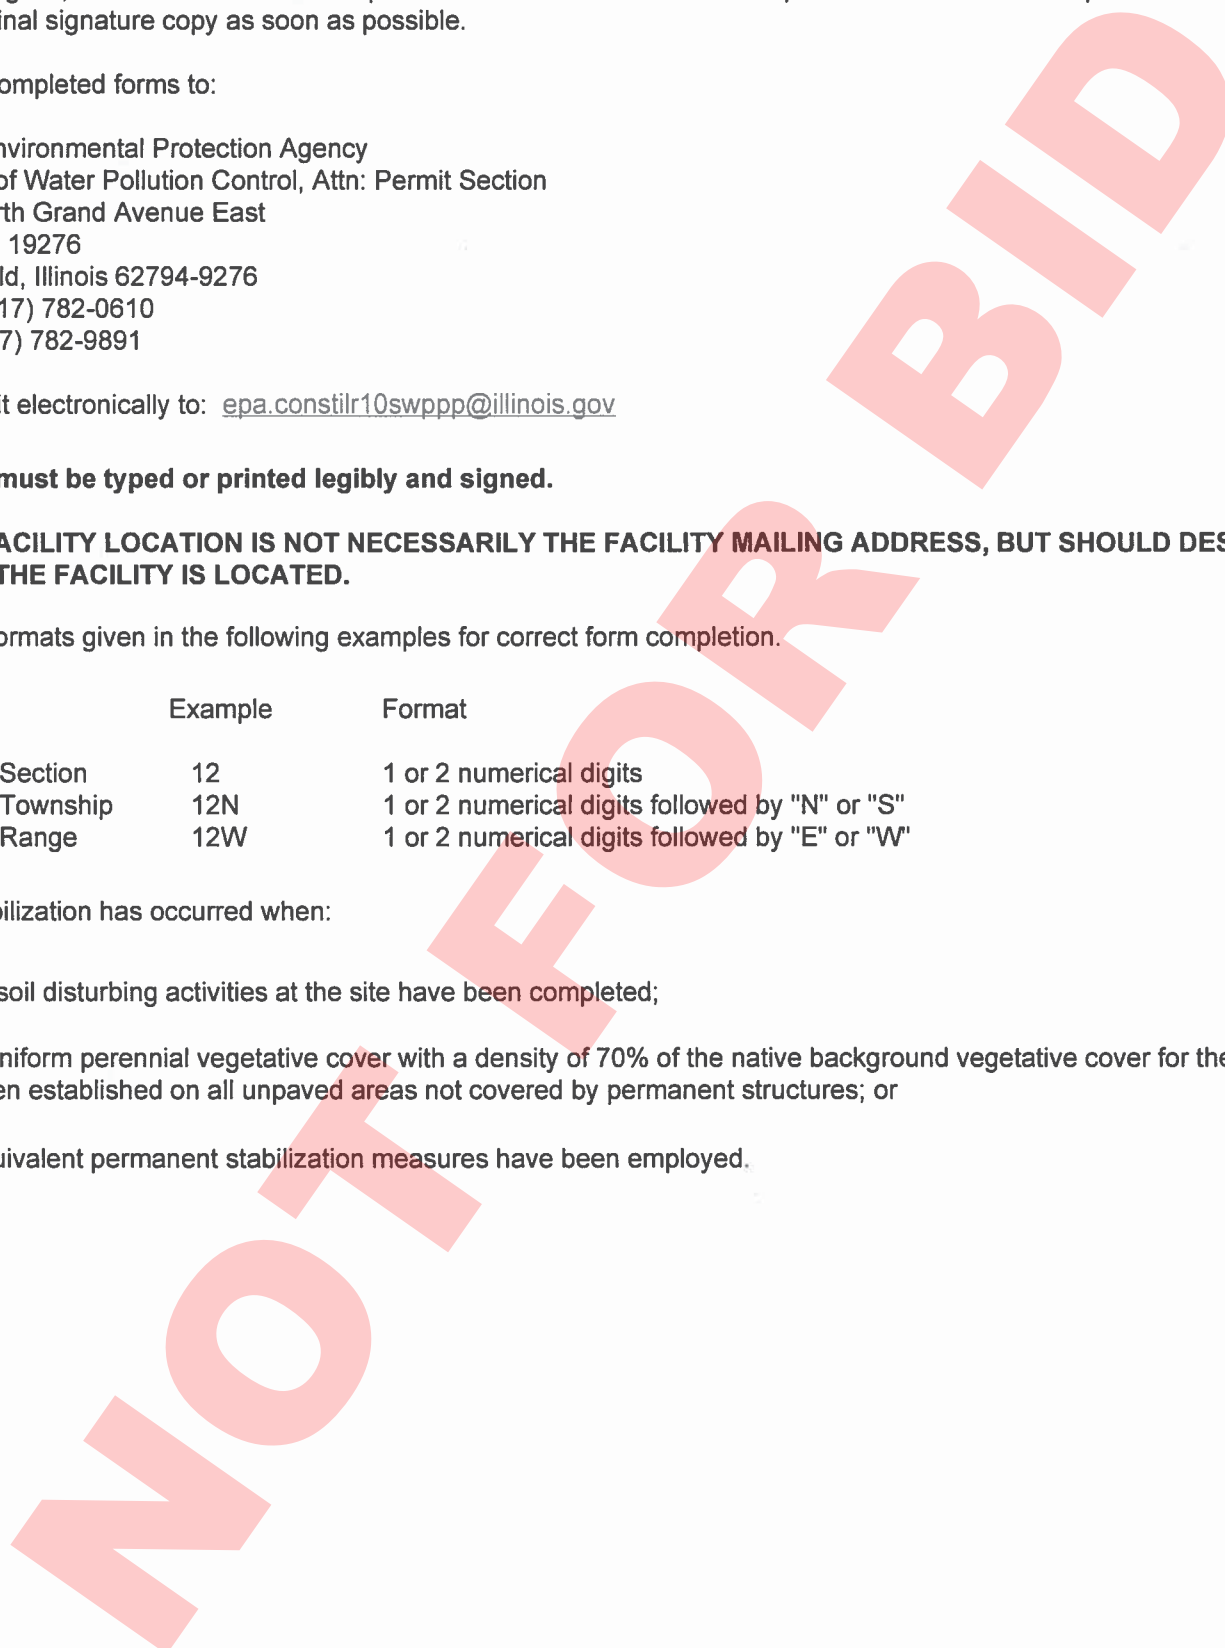 inal signature copy as soon as possible.
ompleted forms to:
nvironmental Protection Agency
of Water Pollution Control, Attn: Permit Section
rth Grand Avenue East
19276
ld, Illinois 62794-9276
17) 782-0610
7) 782-9891
it electronically to: epa.constilr10swppp@illinois.gov
must be typed or printed legibly and signed.
ACILITY LOCATION IS NOT NECESSARILY THE FACILITY MAILING ADDRESS, BUT SHOULD DES
THE FACILITY IS LOCATED.
ormats given in the following examples for correct form completion.
Example Format
Section 12 1 or 2 numerical digits
Township 12N 1 or 2 numerical digits followed by "N" or "S"
Range 12W 1 or 2 numerical digits followed by "E" or "W"
bilization has occurred when:
soil disturbing activities at the site have been completed;
niform perennial vegetative cover with a density of 70% of the native background vegetative cover for the
en established on all unpaved areas not covered by permanent structures; or
uivalent permanent stabilization measures have been employed.
NOT FOR BID